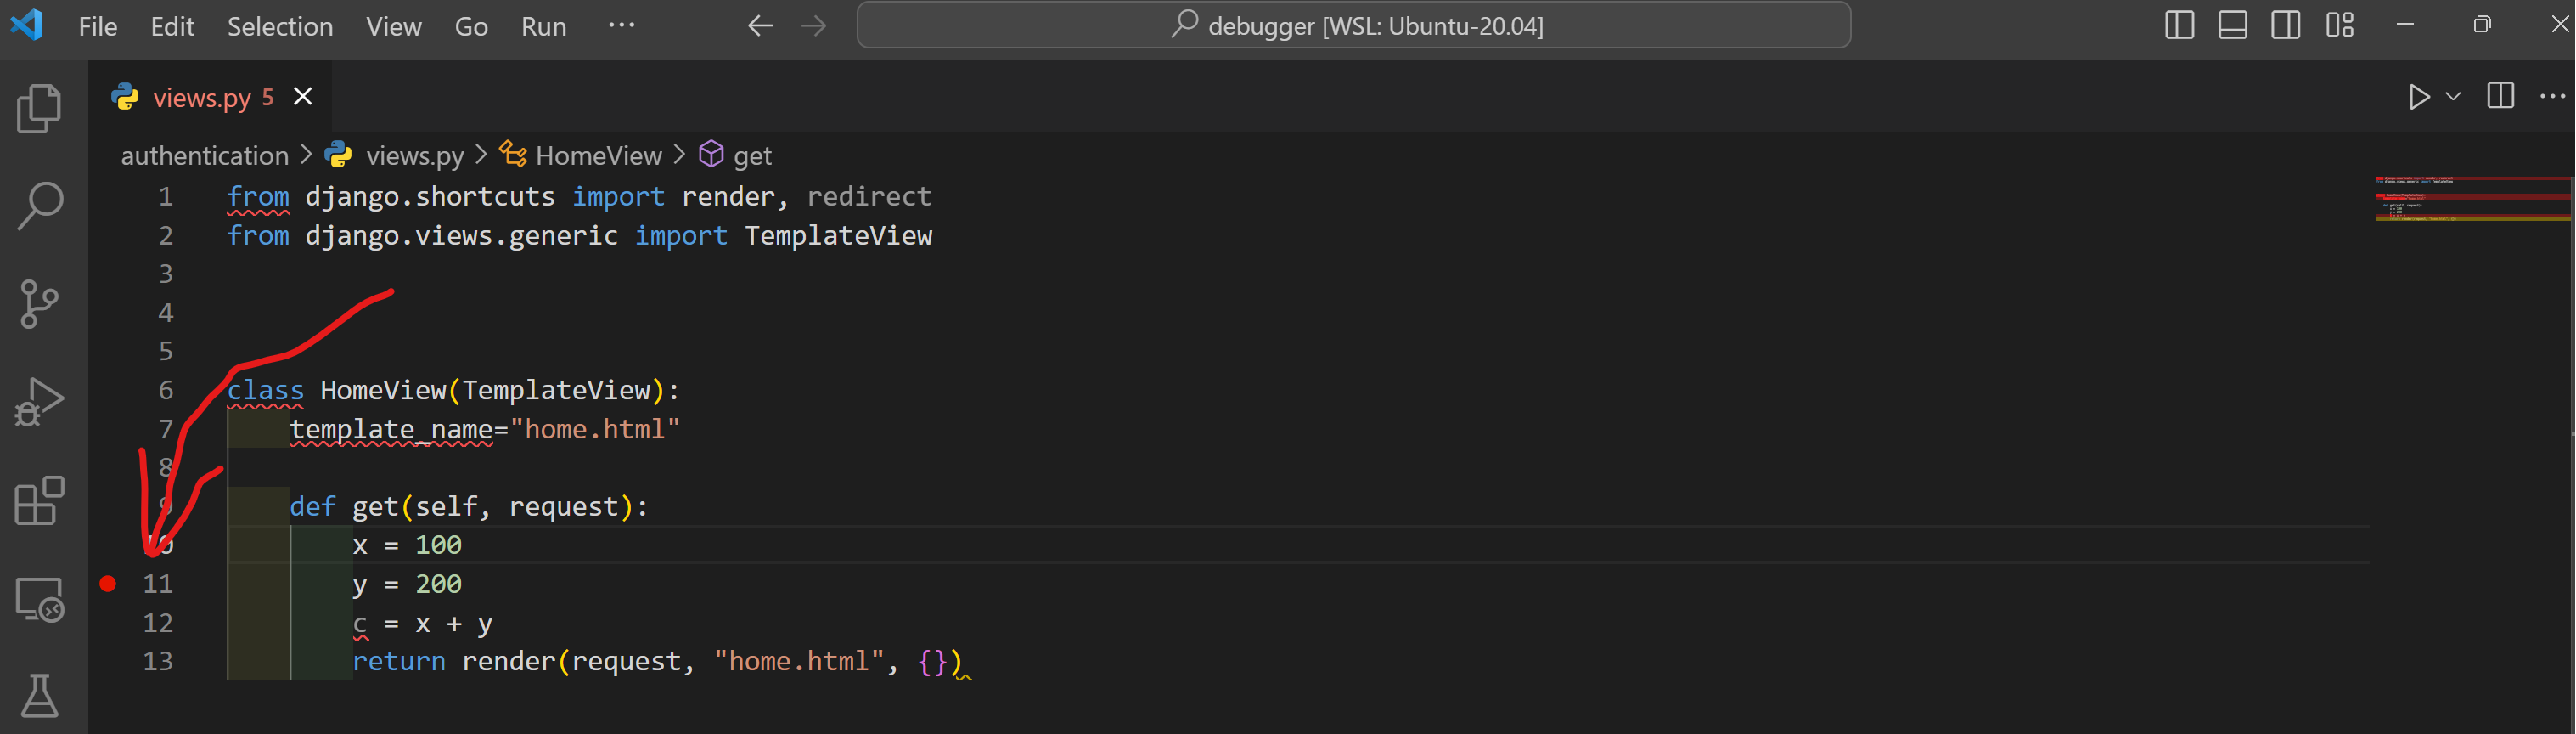 File Edit Selection View Go Run ... debugger [WSL: Ubuntu-20.04]
views.py 5
authentication > views.py > HomeView > get
1 from django.shortcuts import render, redirect
2 from django.views.generic import TemplateView
3
4
5
6 class HomeView(TemplateView):
7     template_name="home.html"
8
9     def get(self, request):
10         x = 100
11         y = 200
12         c = x + y
13         return render(request, "home.html", {})